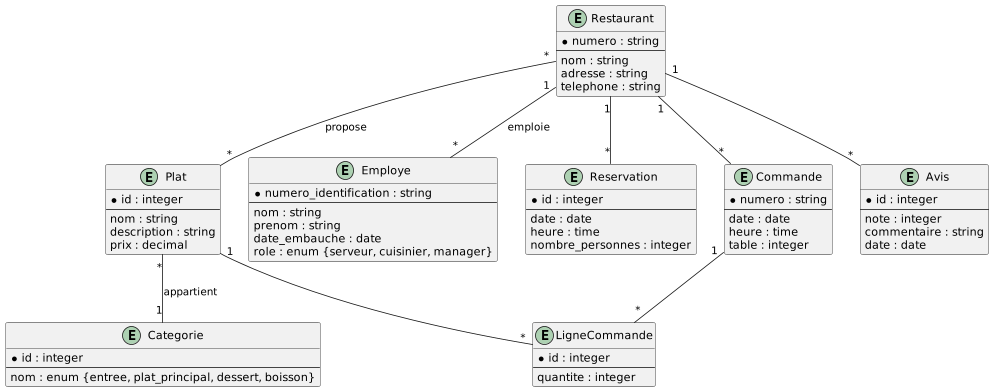 E Restaurant
* numero : string
nom : string
adresse : string
telephone : string
* 1 1 1 1
propose
emploie
* * * * *
E Plat
* id : integer
nom : string
description : string
prix : decimal
E Employe
* numero_identification : string
nom : string
prenom : string
date_embauche : date
role : enum {serveur, cuisinier, manager}
E Reservation
* id : integer
date : date
heure : time
nombre_personnes : integer
E Commande
* numero : string
date : date
heure : time
table : integer
E Avis
* id : integer
note : integer
commentaire : string
date : date
* 1 1
appartient
1 * *
E Categorie
* id : integer
nom : enum {entree, plat_principal, dessert, boisson}
E LigneCommande
* id : integer
quantite : integer